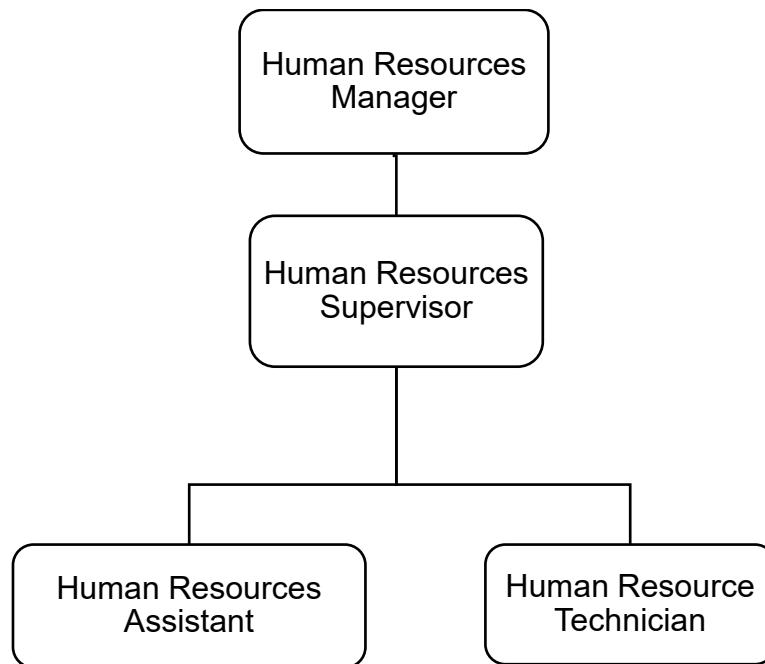 Human Resources
Manager
Human Resources
Supervisor
Human Resources
Assistant
Human Resource
Technician